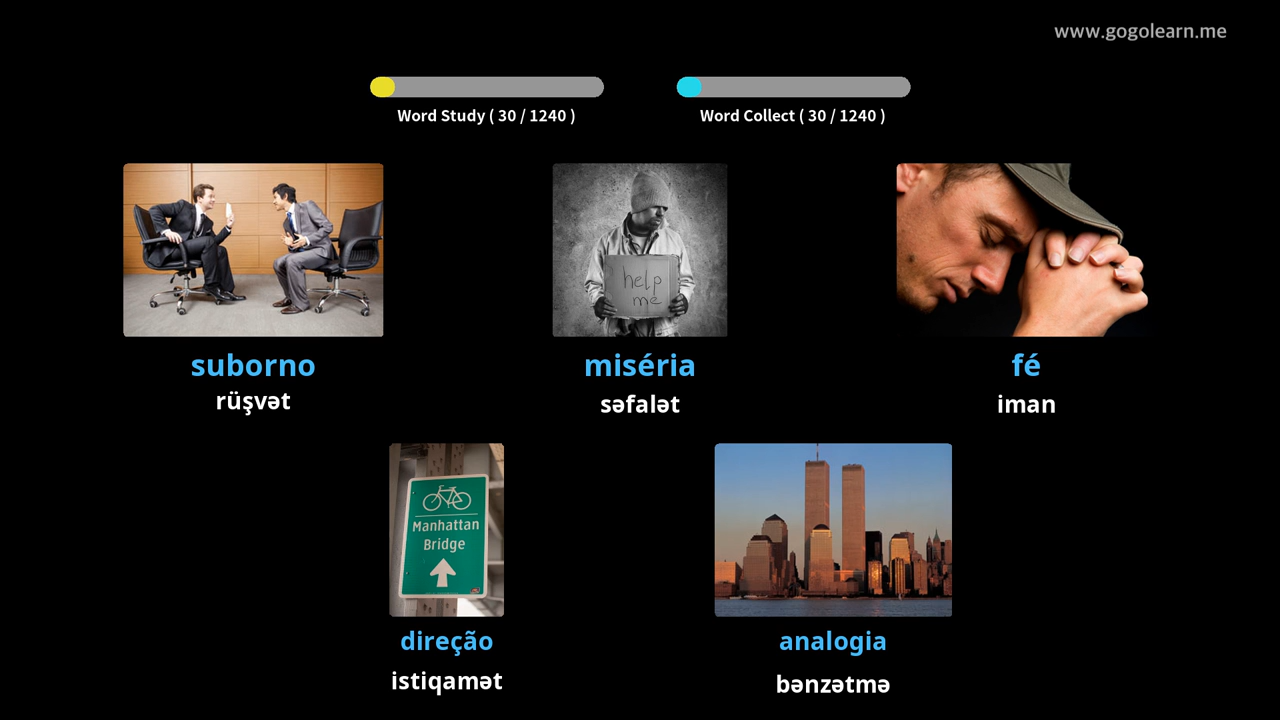 www.gogolearn.me
Word Study ( 30 / 1240 )
Word Collect ( 30 / 1240 )
help
me
suborno
rüşvət
miséria
səfalət
fé
iman
Manhattan
Bridge
direção
istiqamət
analogia
bənzətmə